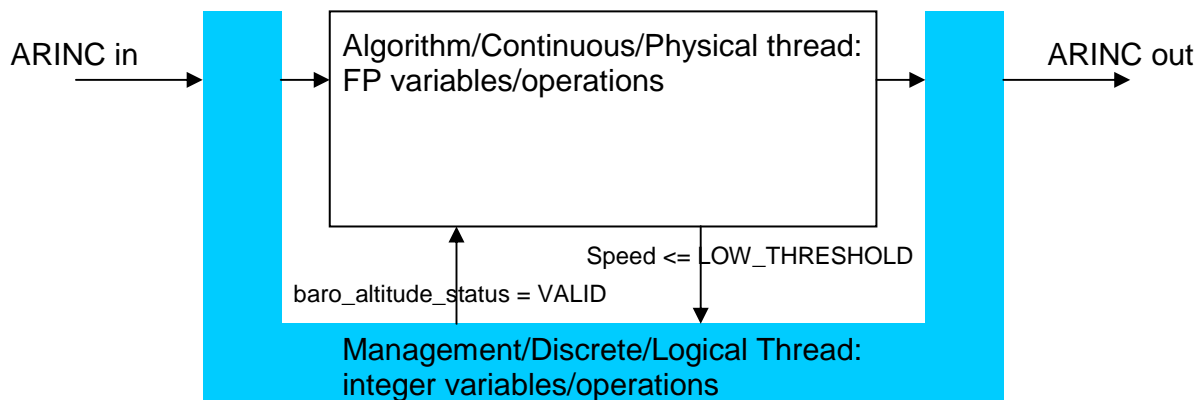 ARINC in
Algorithm/Continuous/Physical thread:
FP variables/operations
ARINC out
Speed <= LOW_THRESHOLD
baro_altitude_status = VALID
Management/Discrete/Logical Thread:
integer variables/operations